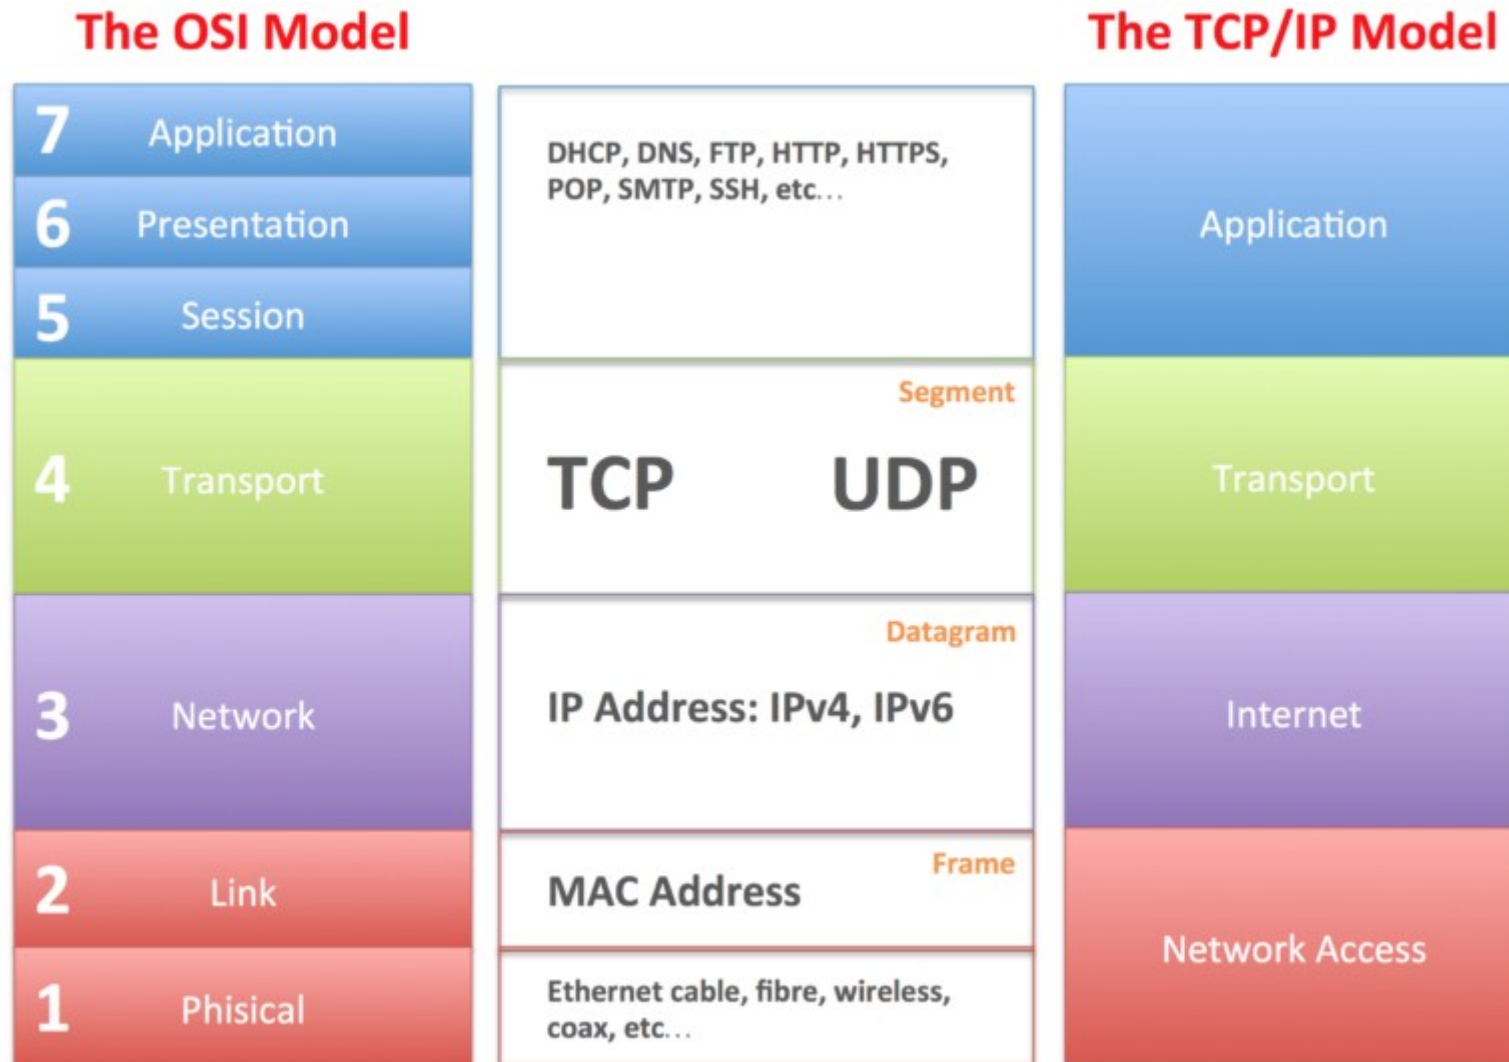 The OSI Model
The TCP/IP Model
7 Application
6 Presentation
5 Session
4 Transport
3 Network
2 Link
1 Phisical
DHCP, DNS, FTP, HTTP, HTTPS,
POP, SMTP, SSH, etc...
Segment
TCP UDP
Datagram
IP Address: IPv4, IPv6
Frame
MAC Address
Ethernet cable, fibre, wireless,
coax, etc...
Application
Transport
Internet
Network Access